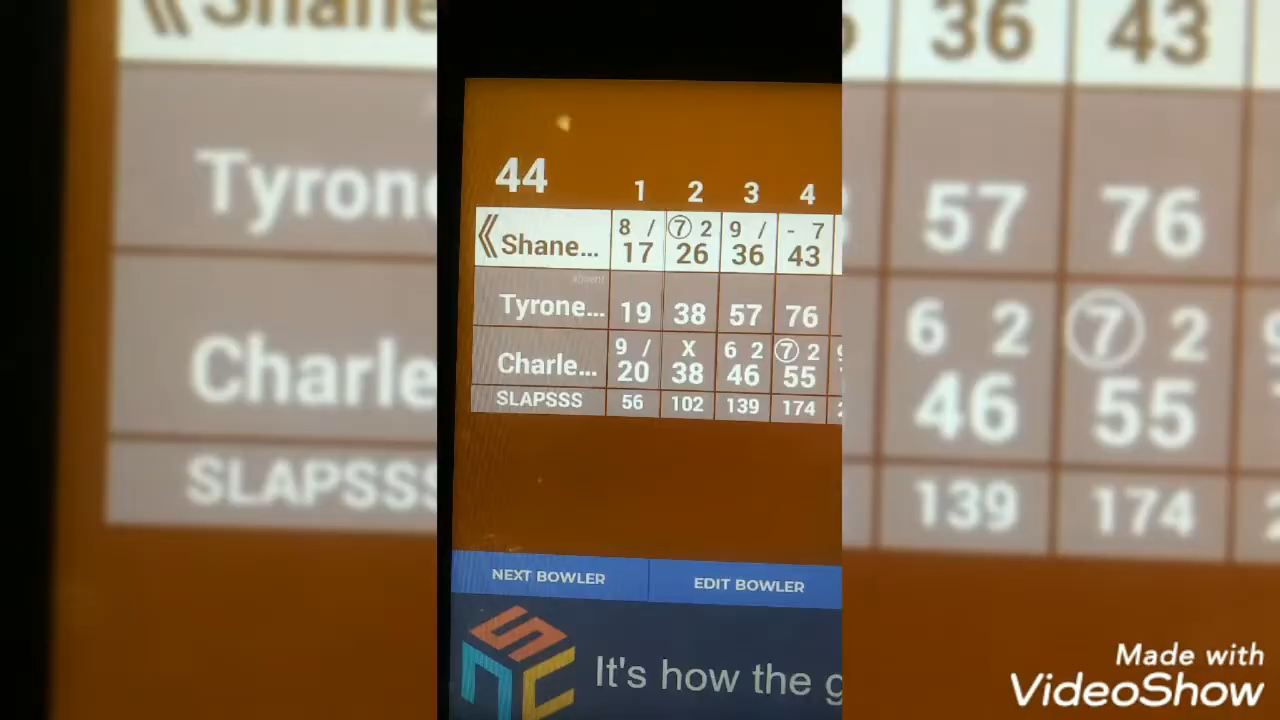 44 1 2 3 4
8 / ⑦ 2 9 / - 7
Shane... 17 26 36 43
absent
Tyrone... 19 38 57 76
9 / X 6 2 ⑦ 2
Charle... 20 38 46 55
SLAPSSS 56 102 139 174
NEXT BOWLER EDIT BOWLER
SNC
It's how the g
Made with
VideoShow